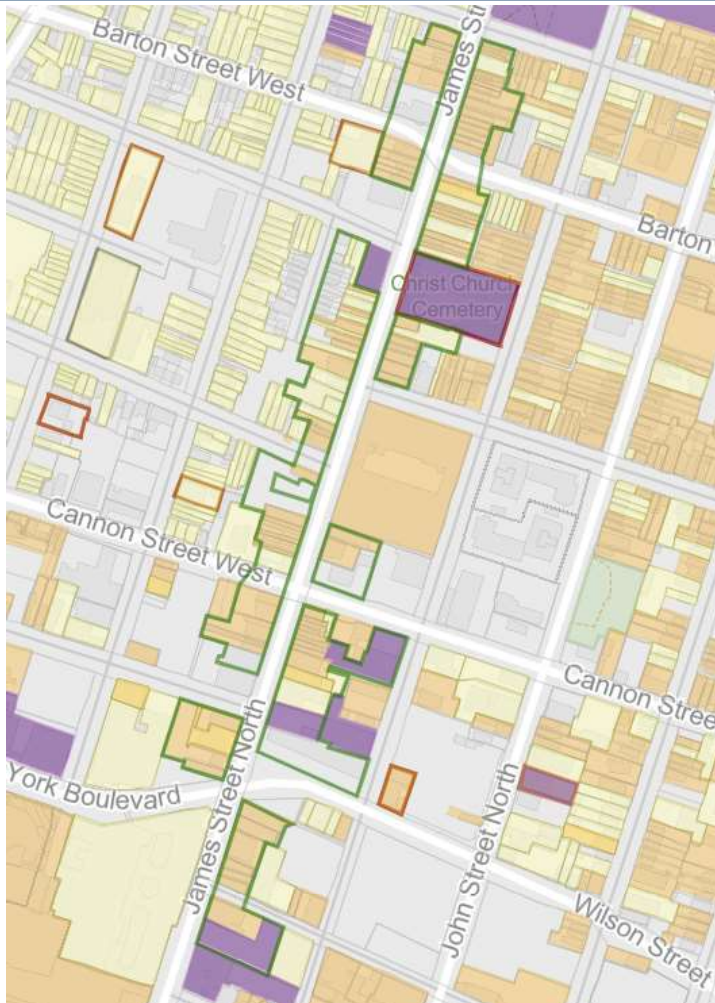 James Str
Barton Street West
Barton
Christ Church
Cemetery
Cannon Street West
Cannon Stree
James Street North
York Boulevard
John Street North
Wilson Street